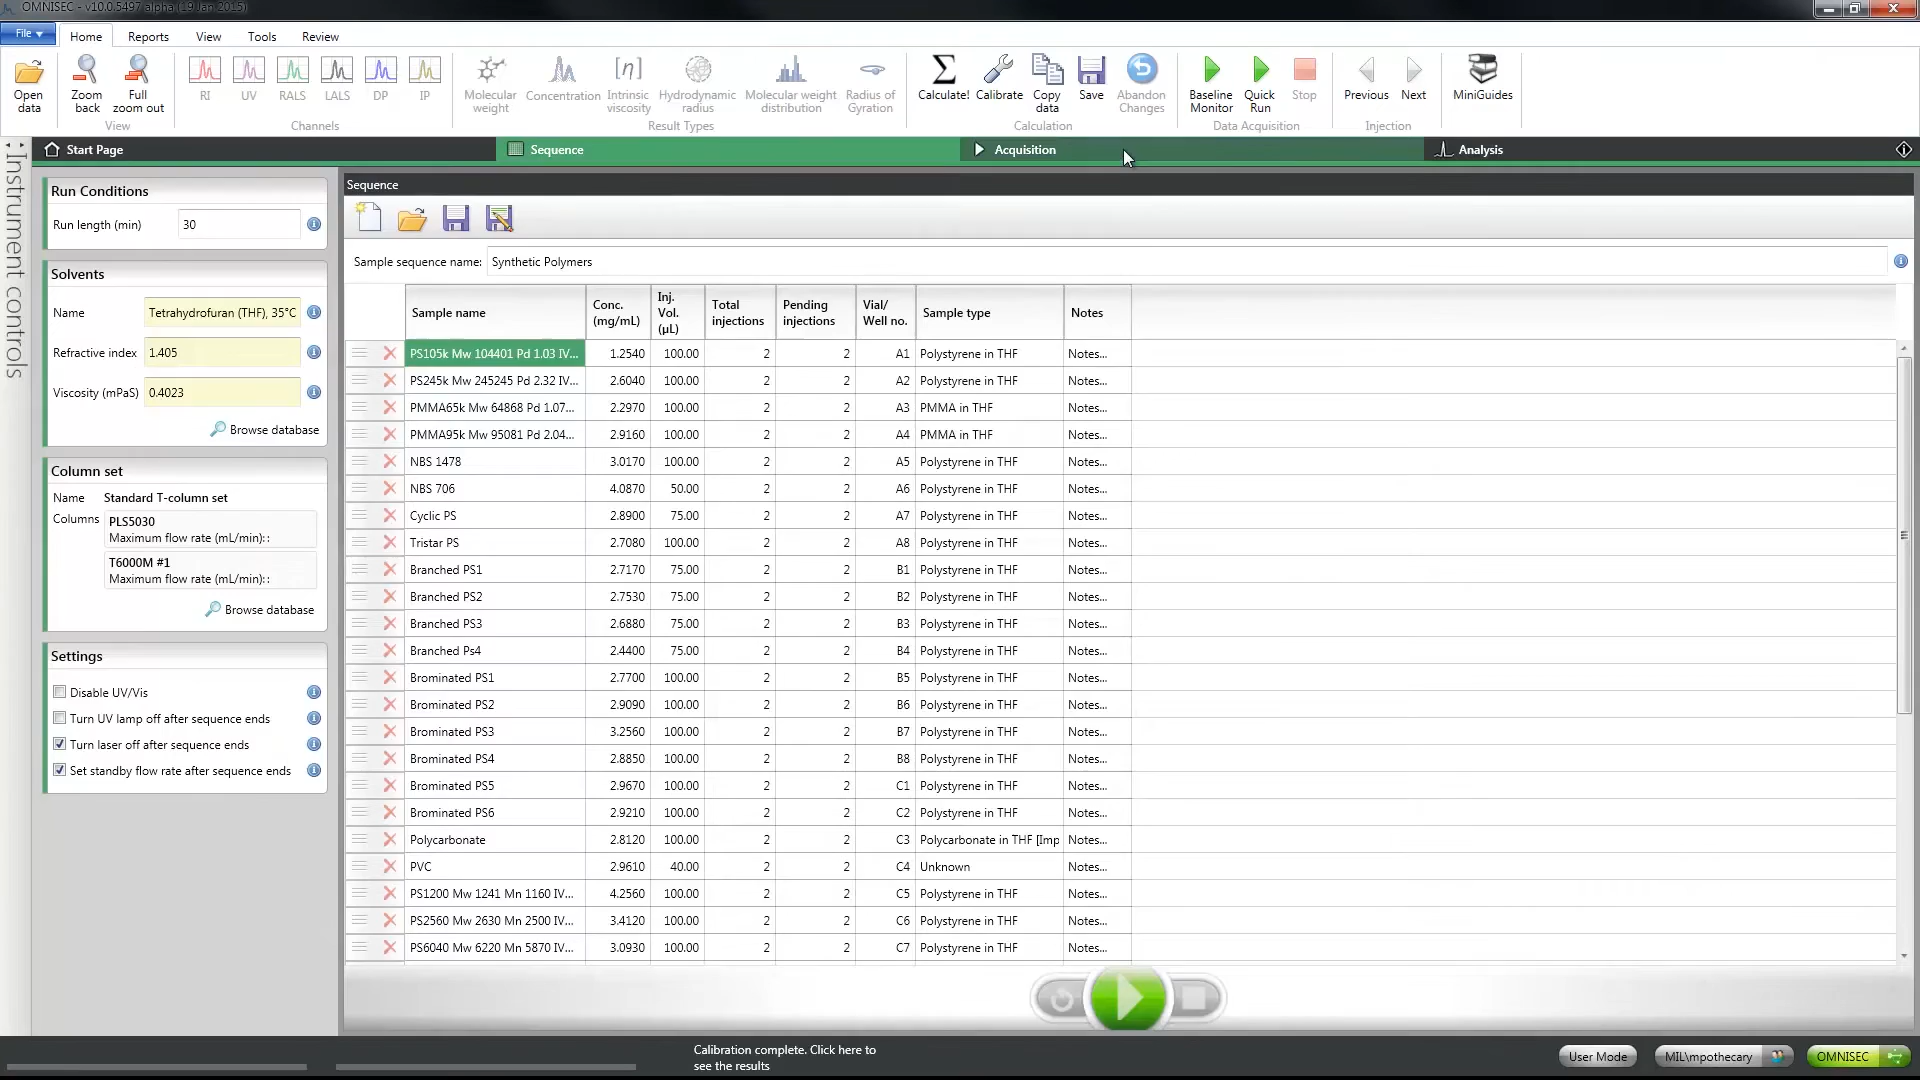 OMNISEC - v10.0.5497 alpha (19 Jan 2015)
File
Home
Reports
View
Tools
Review
Open data
Zoom back
Full zoom out
View
RI
UV
RALS
LALS
DP
IP
Channels
Molecular weight
Concentration
Intrinsic viscosity
Hydrodynamic radius
Molecular weight distribution
Radius of Gyration
Result Types
Calculate!
Calibrate
Copy data
Save
Abandon Changes
Calculation
Baseline Monitor
Quick Run
Stop
Data Acquisition
Previous
Next
Injection
MiniGuides
Start Page
Sequence
Acquisition
Analysis
Instrument controls
Run Conditions
Run length (min) 30
Solvents
Name Tetrahydrofuran (THF), 35°C
Refractive index 1.405
Viscosity (mPaS) 0.4023
Browse database
Column set
Name Standard T-column set
Columns PLS5030
Maximum flow rate (mL/min)::
T6000M #1
Maximum flow rate (mL/min)::
Browse database
Settings
Disable UV/Vis
Turn UV lamp off after sequence ends
Turn laser off after sequence ends
Set standby flow rate after sequence ends
Sequence
Sample sequence name: Synthetic Polymers
Sample name Conc. (mg/mL) Inj. Vol. (µL) Total injections Pending injections Vial/ Well no. Sample type Notes
PS105k Mw 104401 Pd 1.03 IV... 1.2540 100.00 2 2 A1 Polystyrene in THF Notes...
PS245k Mw 245245 Pd 2.32 IV... 2.6040 100.00 2 2 A2 Polystyrene in THF Notes...
PMMA65k Mw 64868 Pd 1.07... 2.2970 100.00 2 2 A3 PMMA in THF Notes...
PMMA95k Mw 95081 Pd 2.04... 2.9160 100.00 2 2 A4 PMMA in THF Notes...
NBS 1478 3.0170 100.00 2 2 A5 Polystyrene in THF Notes...
NBS 706 4.0870 50.00 2 2 A6 Polystyrene in THF Notes...
Cyclic PS 2.8900 75.00 2 2 A7 Polystyrene in THF Notes...
Tristar PS 2.7080 100.00 2 2 A8 Polystyrene in THF Notes...
Branched PS1 2.7170 75.00 2 2 B1 Polystyrene in THF Notes...
Branched PS2 2.7530 75.00 2 2 B2 Polystyrene in THF Notes...
Branched PS3 2.6880 75.00 2 2 B3 Polystyrene in THF Notes...
Branched Ps4 2.4400 75.00 2 2 B4 Polystyrene in THF Notes...
Brominated PS1 2.7700 100.00 2 2 B5 Polystyrene in THF Notes...
Brominated PS2 2.9090 100.00 2 2 B6 Polystyrene in THF Notes...
Brominated PS3 3.2560 100.00 2 2 B7 Polystyrene in THF Notes...
Brominated PS4 2.8850 100.00 2 2 B8 Polystyrene in THF Notes...
Brominated PS5 2.9670 100.00 2 2 C1 Polystyrene in THF Notes...
Brominated PS6 2.9210 100.00 2 2 C2 Polystyrene in THF Notes...
Polycarbonate 2.8120 100.00 2 2 C3 Polycarbonate in THF [Imp Notes...
PVC 2.9610 40.00 2 2 C4 Unknown Notes...
PS1200 Mw 1241 Mn 1160 IV... 4.2560 100.00 2 2 C5 Polystyrene in THF Notes...
PS2560 Mw 2630 Mn 2500 IV... 3.4120 100.00 2 2 C6 Polystyrene in THF Notes...
PS6040 Mw 6220 Mn 5870 IV... 3.0930 100.00 2 2 C7 Polystyrene in THF Notes...
Calibration complete. Click here to
see the results
User Mode
MIL\mpothecary
OMNISEC